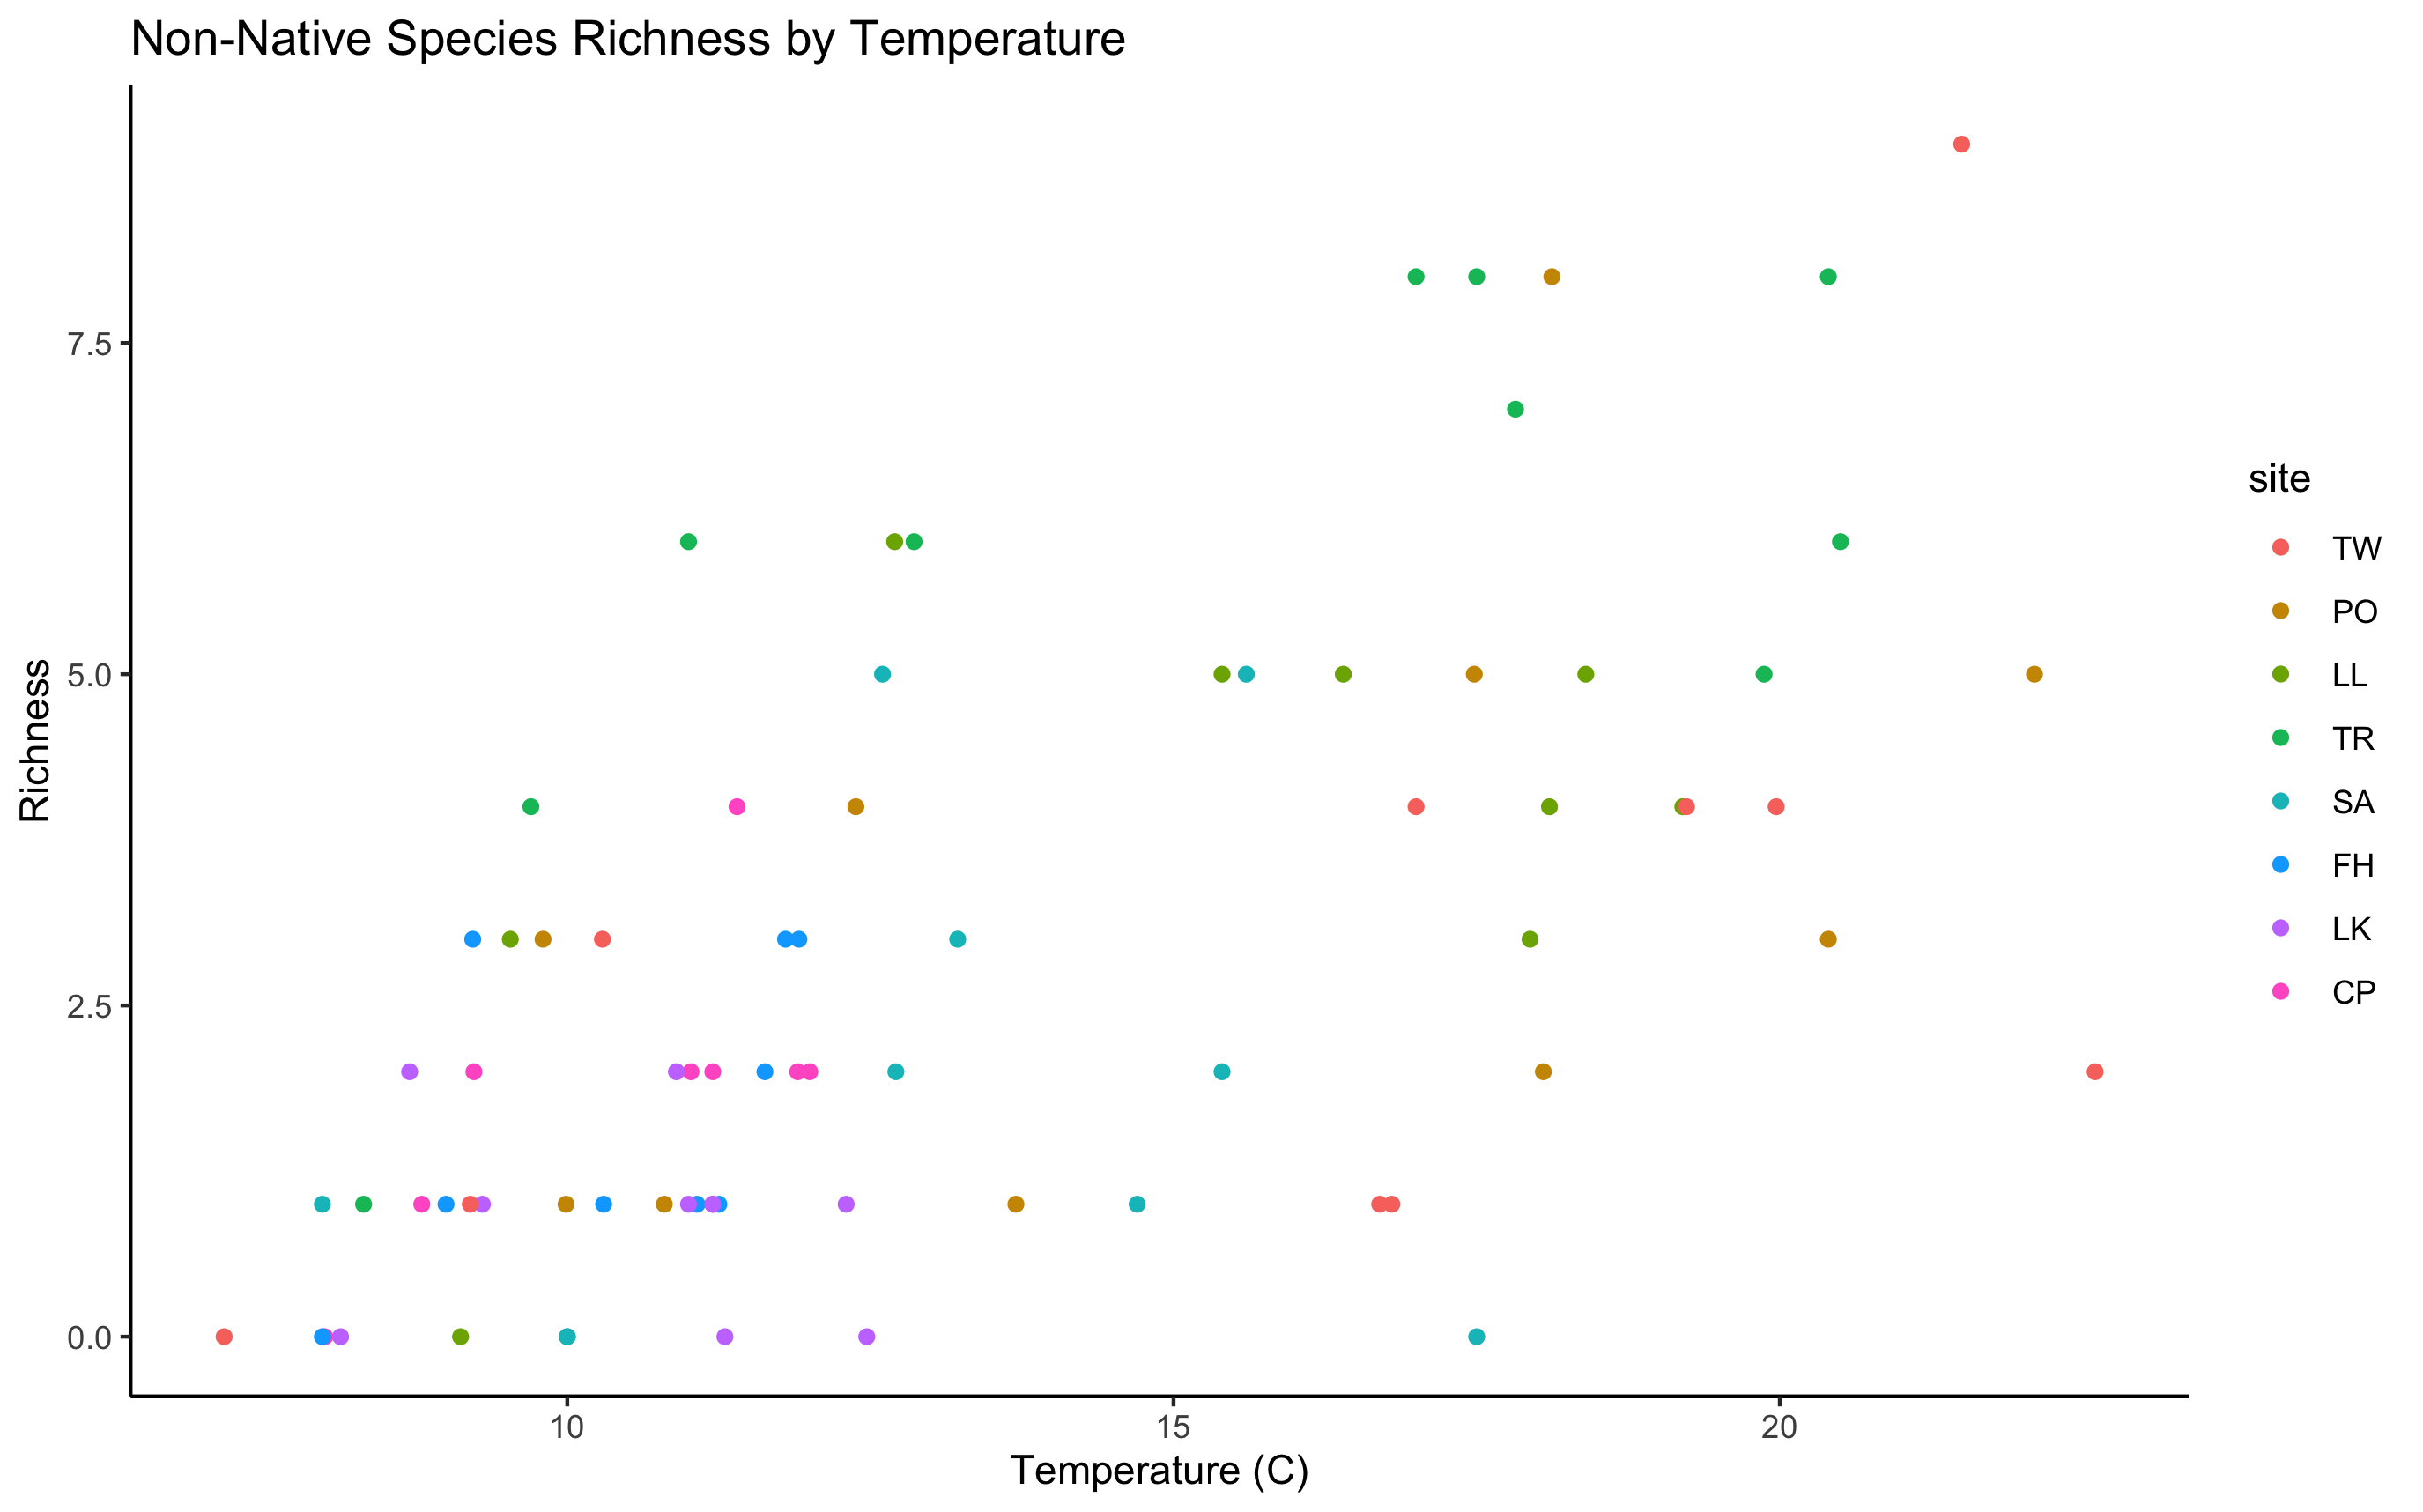 Non-Native Species Richness by Temperature
7.5
5.0
2.5
0.0
Richness
10
15
20
Temperature (C)
site
TW
PO
LL
TR
SA
FH
LK
CP